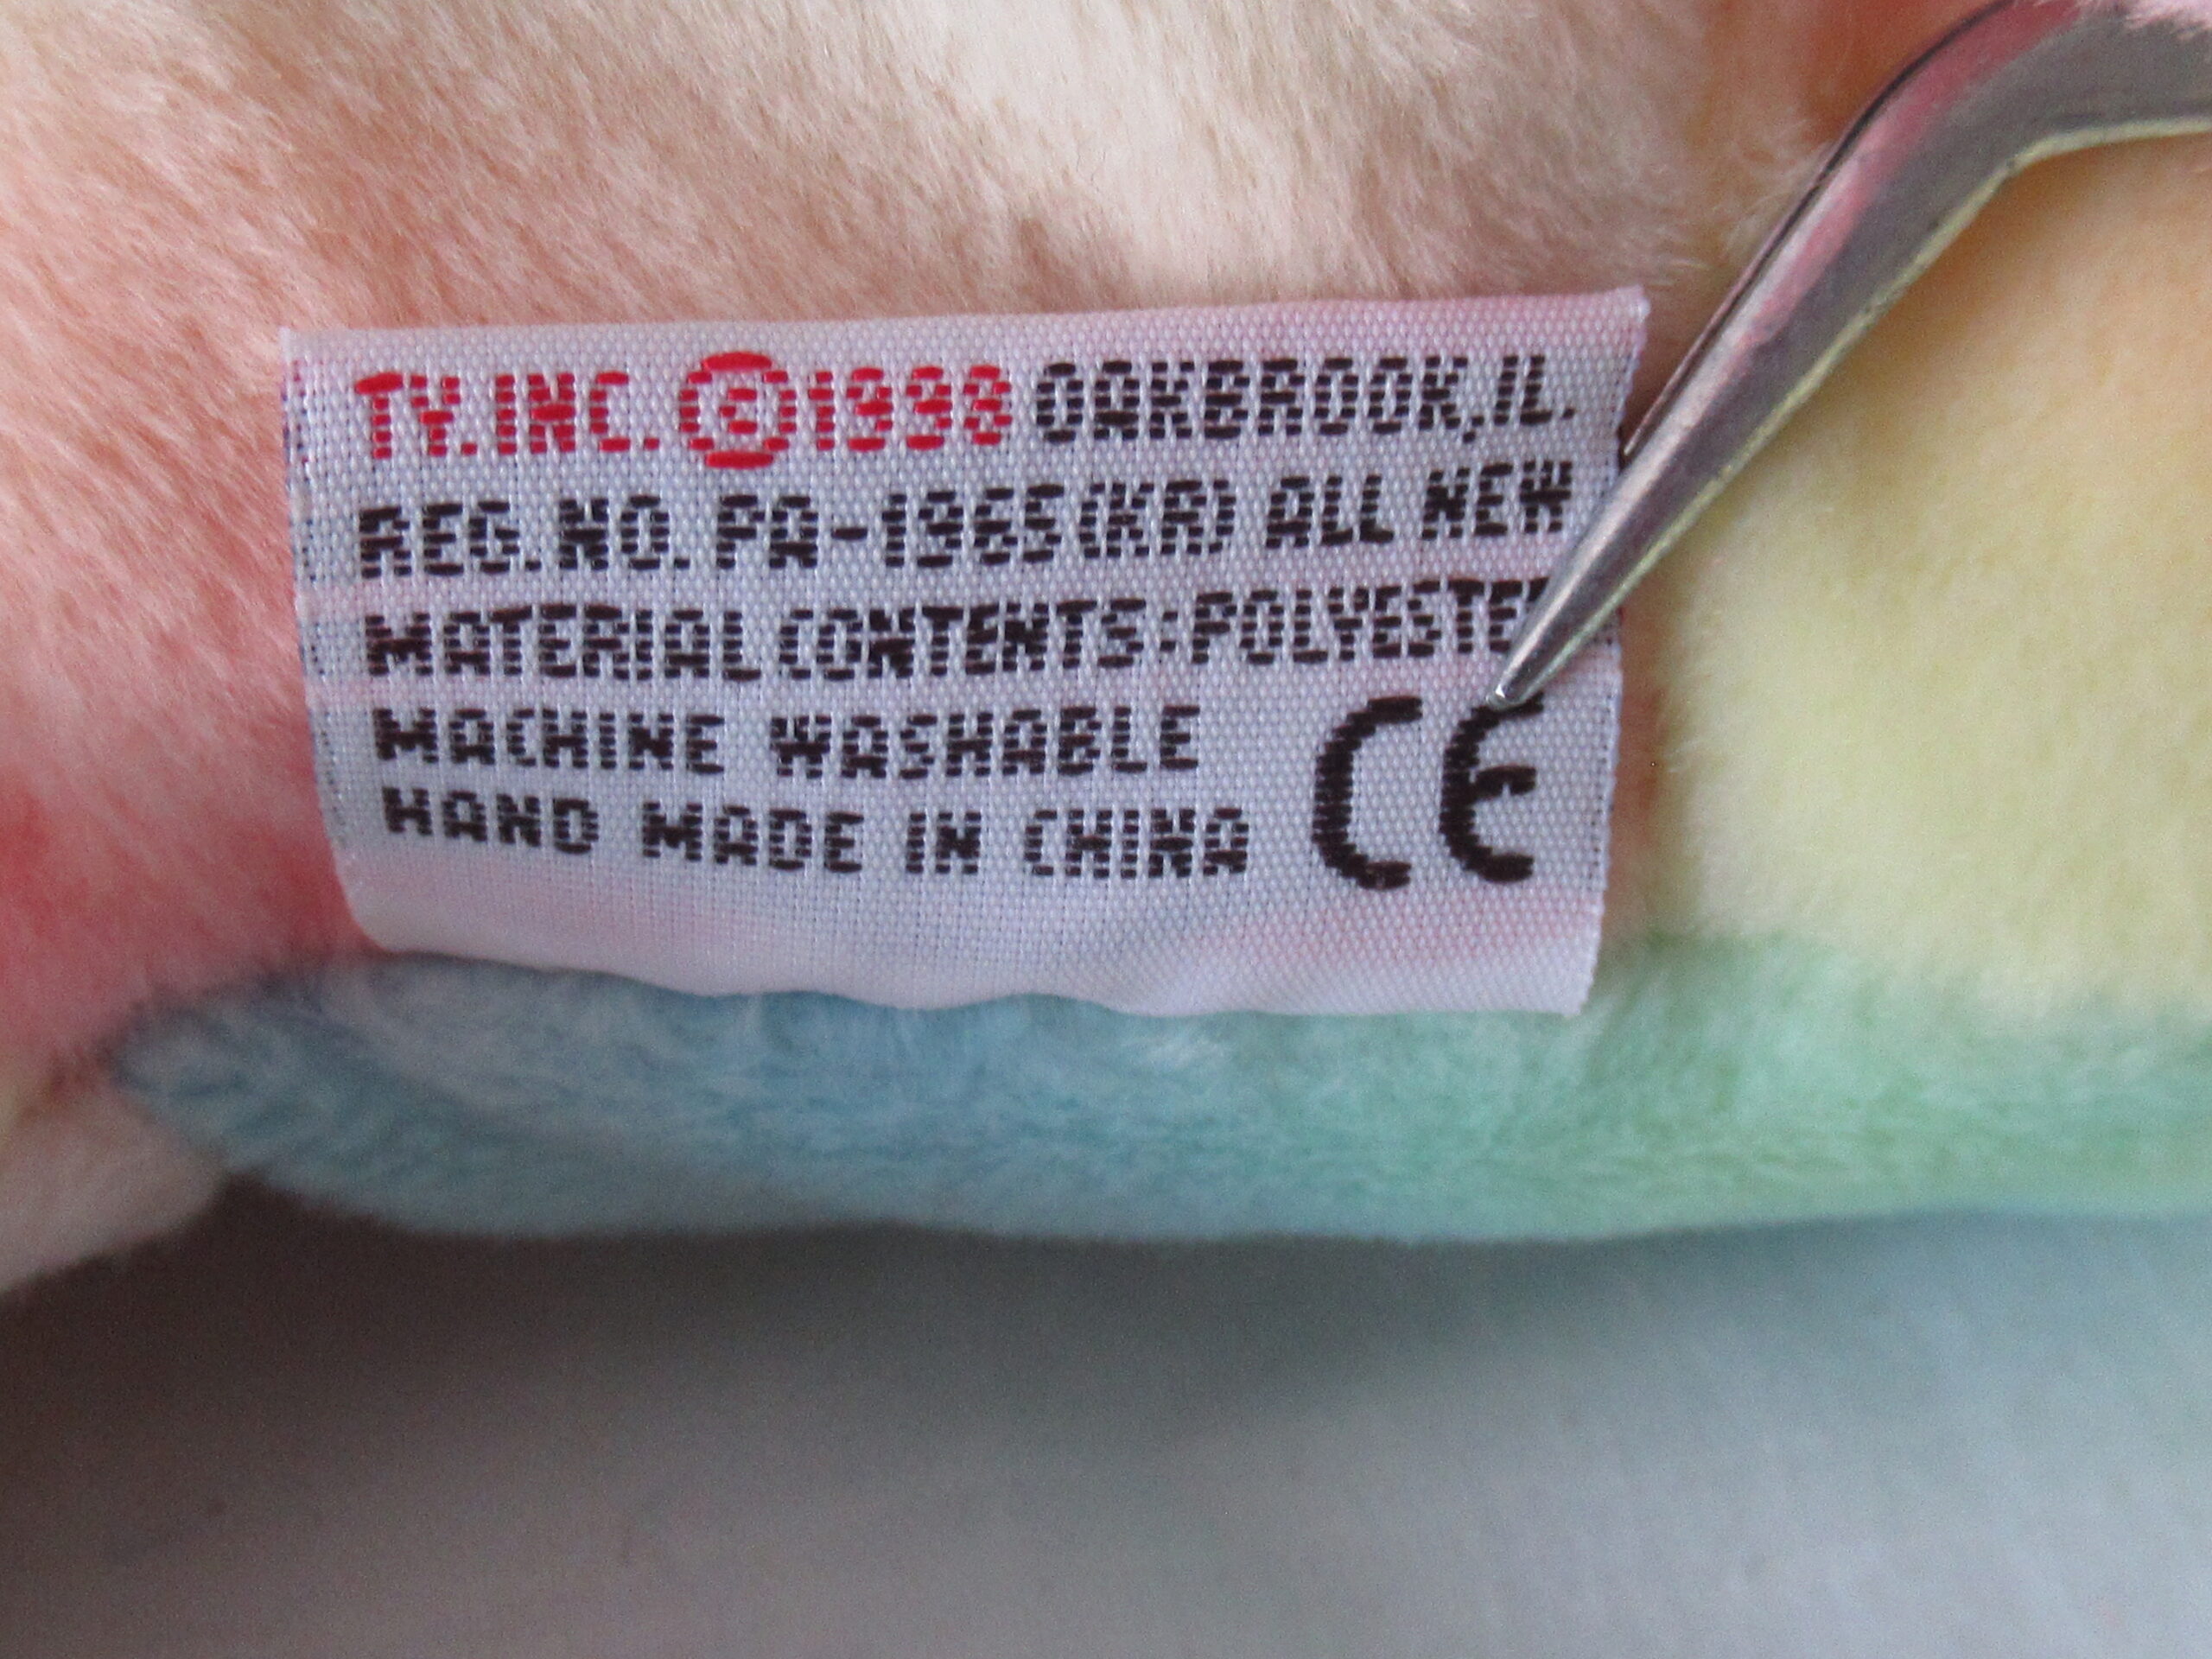 TY.INC.©1998 OAKBROOK,IL.
REG.NO.PA-1965(KR) ALL NEW
MATERIAL CONTENTS:POLYESTER
MACHINE WASHABLE
HAND MADE IN CHINA
CE